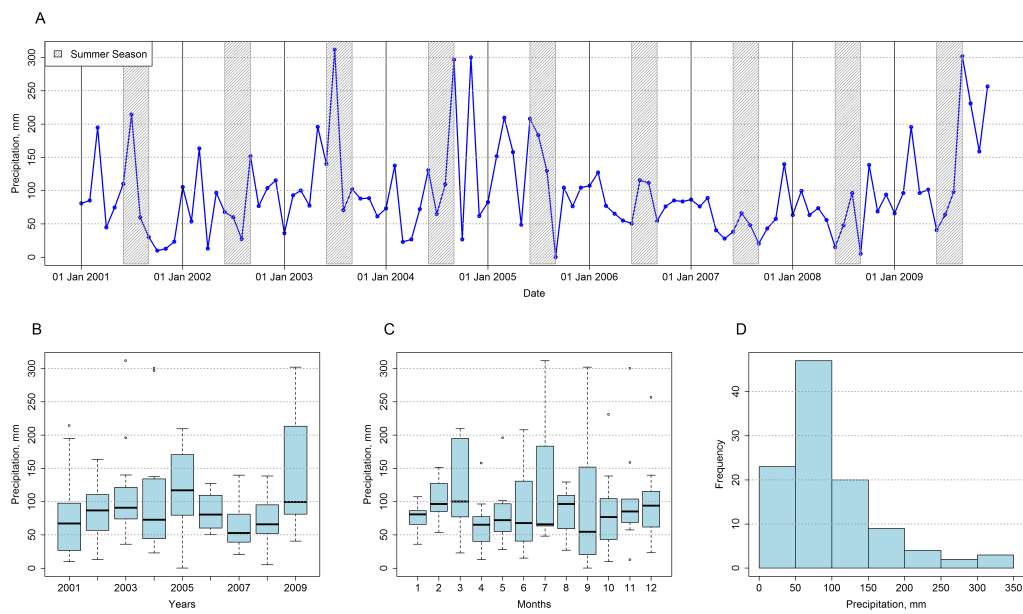 A
Summer Season
Precipitation, mm
0 50 100 150 200 250 300
01 Jan 2001 01 Jan 2002 01 Jan 2003 01 Jan 2004 01 Jan 2005 01 Jan 2006 01 Jan 2007 01 Jan 2008 01 Jan 2009
Date
B
Precipitation, mm
0 50 100 150 200 250 300
2001 2003 2005 2007 2009
Years
C
Precipitation, mm
0 50 100 150 200 250 300
1 2 3 4 5 6 7 8 9 10 11 12
Months
D
Frequency
0 10 20 30 40
0 50 100 150 200 250 300 350
Precipitation, mm